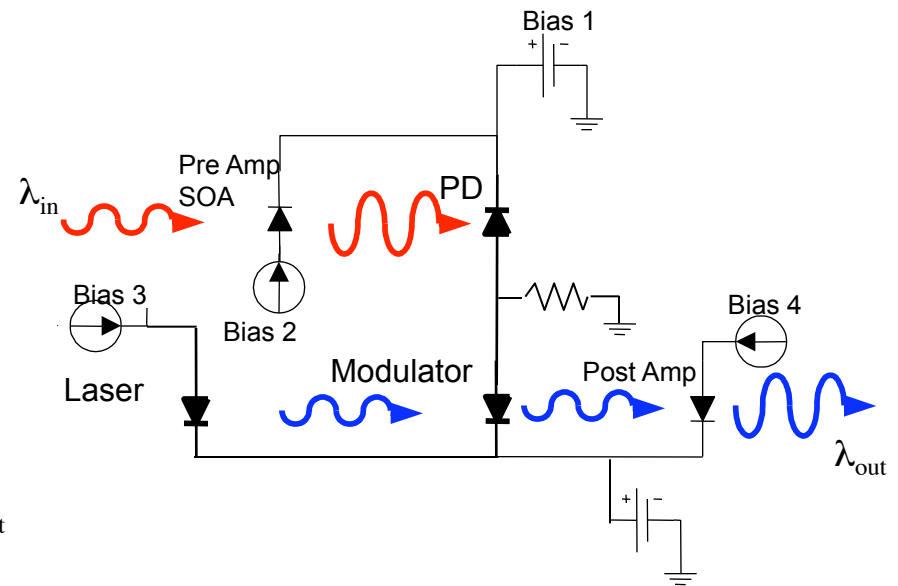 Bias 1
+ −
Pre Amp
SOA
PD
λin
Bias 3
Bias 2
Bias 4
Modulator
Post Amp
Laser
λout
+ −
t